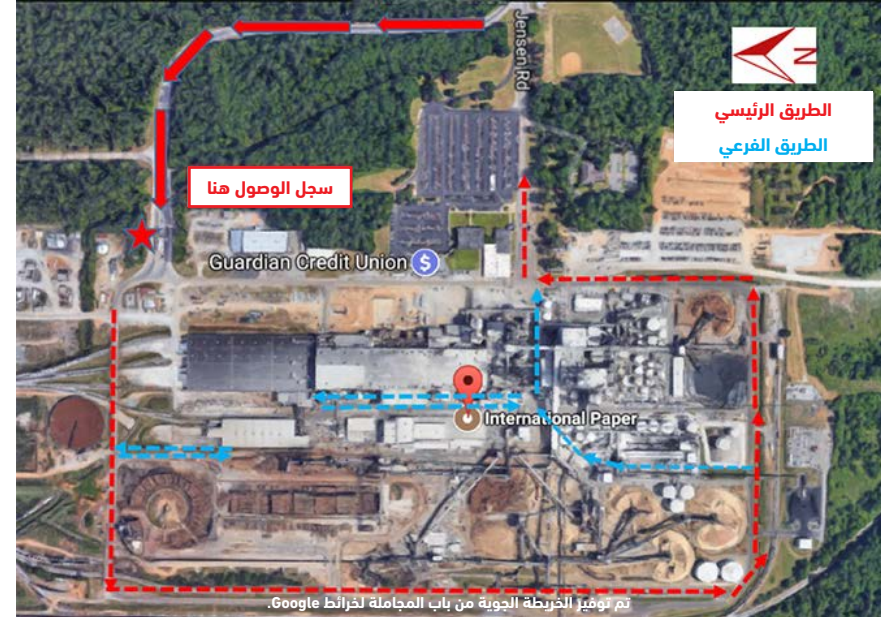 Jensen Rd
N
الطريق الرئيسي
الطريق الفرعي
سجل الوصول هنا
Guardian Credit Union
$
International Paper
تم توفير الخريطة الجوية من باب المجاملة لخرائط Google.